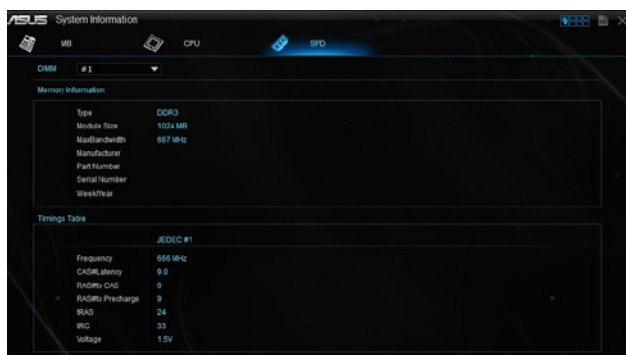 ASUS System Information
MB CPU SPD
DIMM #1
Memory Information
Type DDR3
Module Size 1024 MB
MaxBandwidth 667 MHz
Manufacturer
Part Number
Serial Number
Week/Year
Timings Table
JEDEC #1
Frequency 666 MHz
CAS#Latency 9.0
RAS#to CAS 9
RAS#to Precharge 9
tRAS 24
tRC 33
Voltage 1.5V